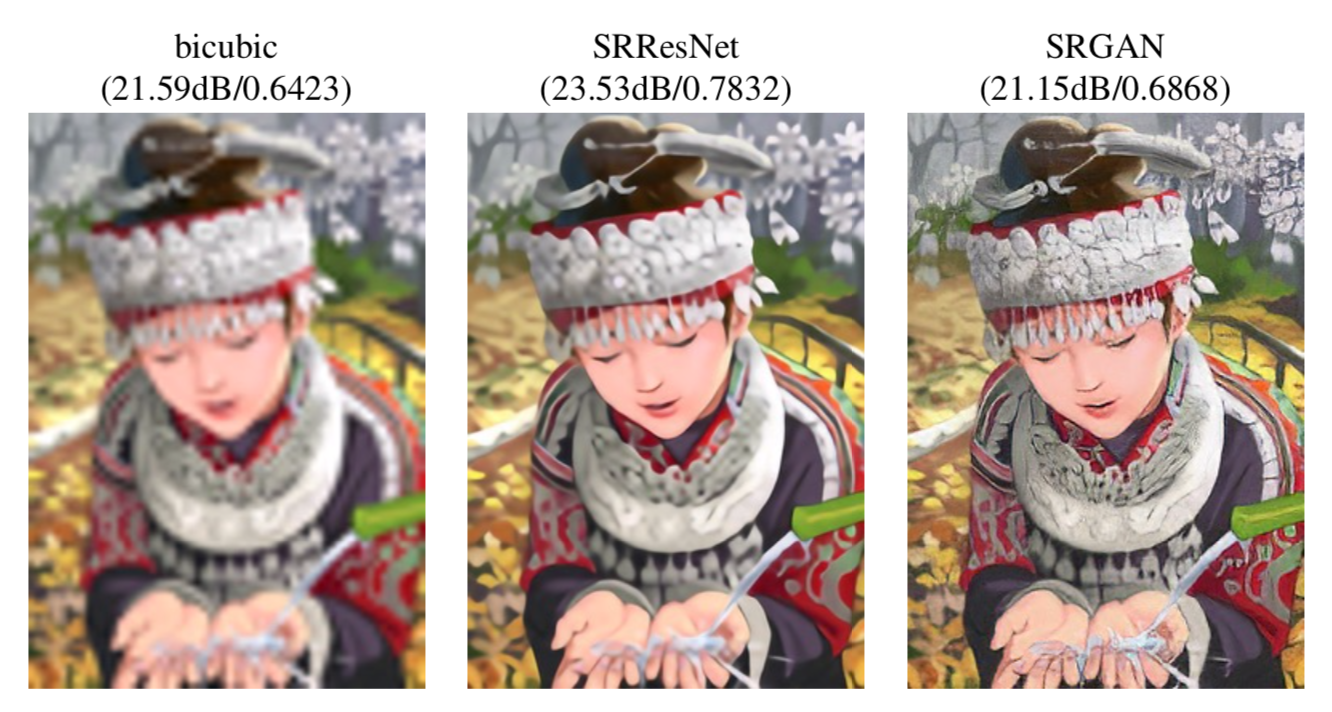 bicubic
(21.59dB/0.6423)
SRResNet
(23.53dB/0.7832)
SRGAN
(21.15dB/0.6868)